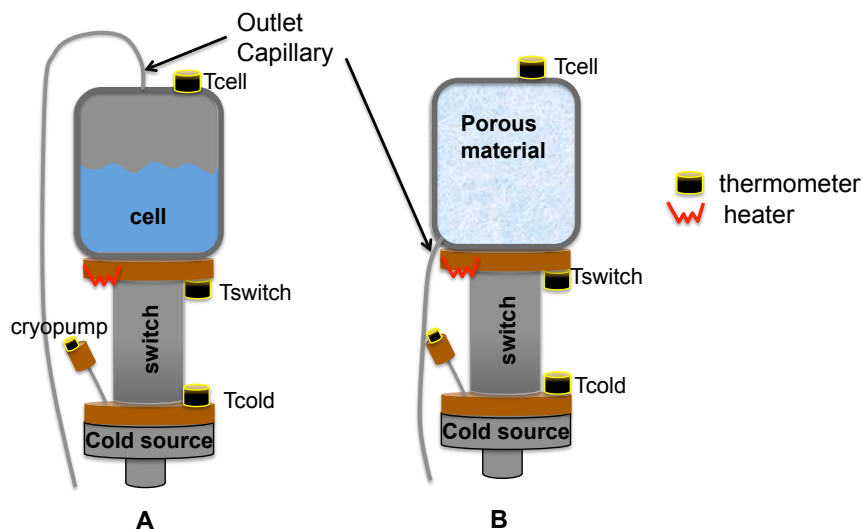 Outlet
Capillary
Tcell
Tcell
Porous
material
thermometer
heater
cell
Tswitch
Tswitch
cryopump
switch
switch
Tcold
Tcold
Cold source
Cold source
A
B